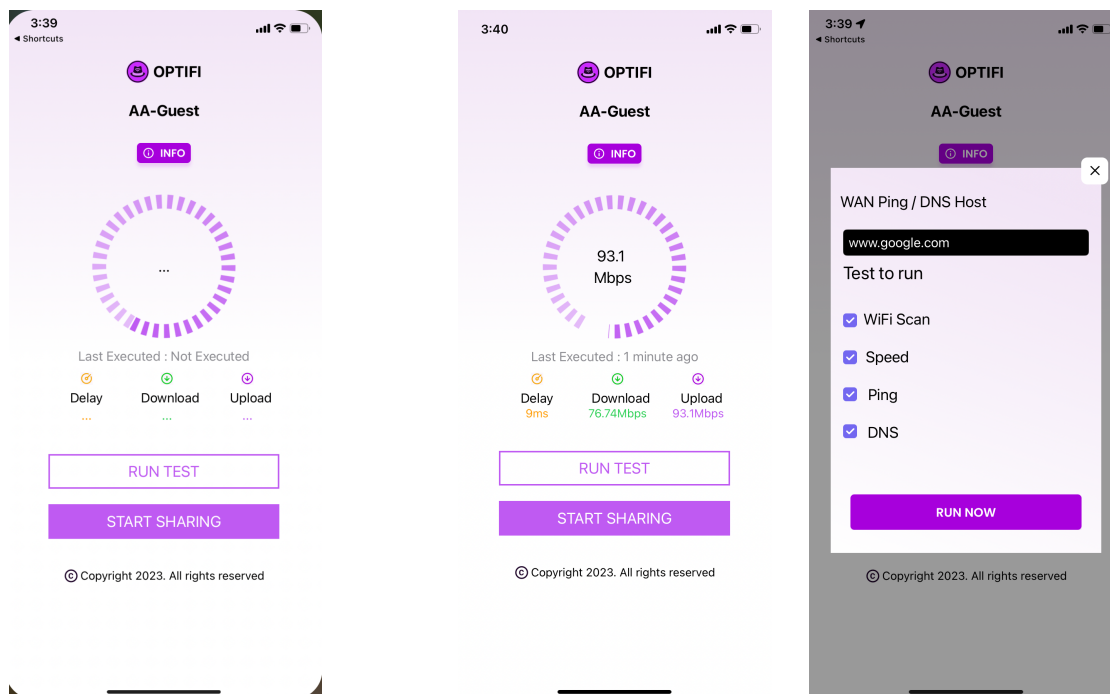 3:39
◀ Shortcuts
OPTIFI
AA-Guest
INFO
...
Last Executed : Not Executed
Delay Download Upload
... ... ...
RUN TEST
START SHARING
© Copyright 2023. All rights reserved
3:40
OPTIFI
AA-Guest
INFO
93.1
Mbps
Last Executed : 1 minute ago
Delay Download Upload
9ms 76.74Mbps 93.1Mbps
RUN TEST
START SHARING
© Copyright 2023. All rights reserved
3:39
◀ Shortcuts
OPTIFI
AA-Guest
INFO
WAN Ping / DNS Host
www.google.com
Test to run
WiFi Scan
Speed
Ping
DNS
RUN NOW
© Copyright 2023. All rights reserved